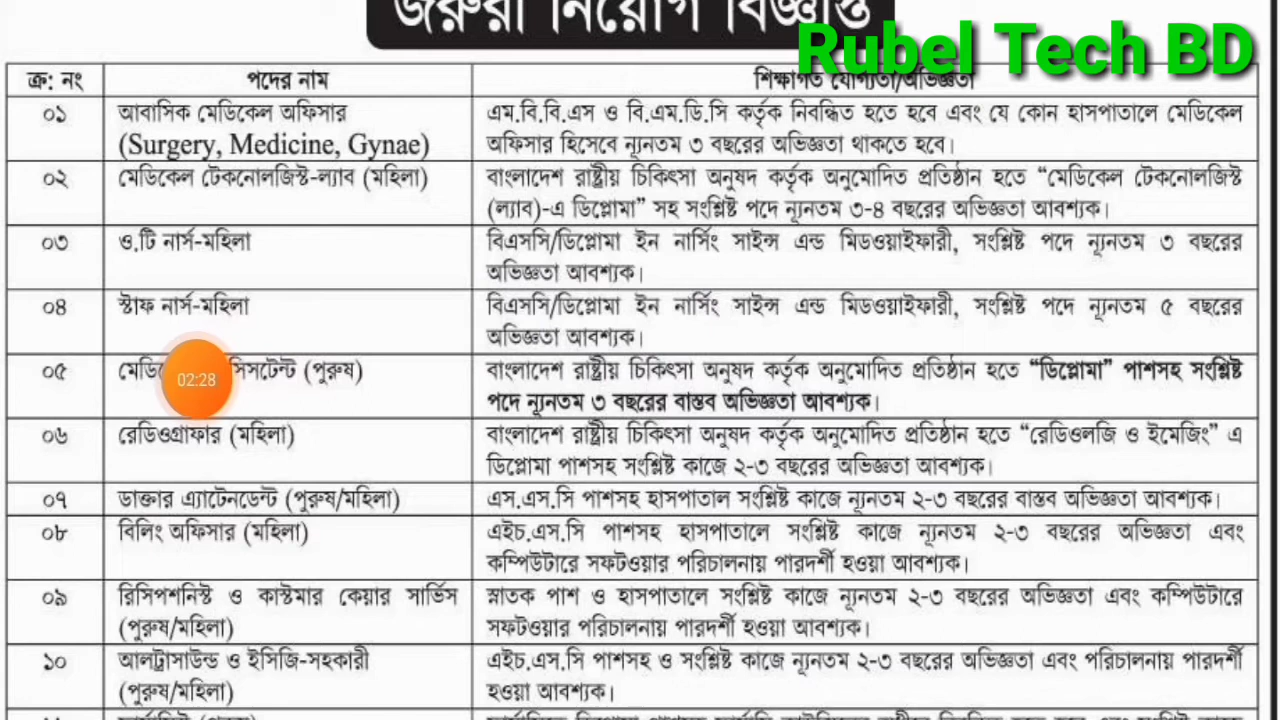 জরুরী নিয়োগ বিজ্ঞপ্তি
Rubel Tech BD
ক্র: নং পদের নাম শিক্ষাগত যোগ্যতা/অভিজ্ঞতা
০১ আবাসিক মেডিকেল অফিসার এম.বি.বি.এস ও বি.এম.ডি.সি কর্তৃক নিবন্ধিত হতে হবে এবং যে কোন হাসপাতালে মেডিকেল
(Surgery, Medicine, Gynae) অফিসার হিসেবে ন্যূনতম ৩ বছরের অভিজ্ঞতা থাকতে হবে।
০২ মেডিকেল টেকনোলজিস্ট-ল্যাব (মহিলা) বাংলাদেশ রাষ্ট্রীয় চিকিৎসা অনুষদ কর্তৃক অনুমোদিত প্রতিষ্ঠান হতে “মেডিকেল টেকনোলজিস্ট
(ল্যাব)-এ ডিপ্লোমা” সহ সংশ্লিষ্ট পদে ন্যূনতম ৩-৪ বছরের অভিজ্ঞতা আবশ্যক।
০৩ ও.টি নার্স-মহিলা বিএসসি/ডিপ্লোমা ইন নার্সিং সাইন্স এন্ড মিডওয়াইফারী, সংশ্লিষ্ট পদে ন্যূনতম ৩ বছরের
অভিজ্ঞতা আবশ্যক।
০৪ স্টাফ নার্স-মহিলা বিএসসি/ডিপ্লোমা ইন নার্সিং সাইন্স এন্ড মিডওয়াইফারী, সংশ্লিষ্ট পদে ন্যূনতম ৫ বছরের
অভিজ্ঞতা আবশ্যক।
০৫ (পুরুষ) বাংলাদেশ রাষ্ট্রীয় চিকিৎসা অনুষদ কর্তৃক অনুমোদিত প্রতিষ্ঠান হতে “ডিপ্লোমা” পাশসহ সংশ্লিষ্ট
02:28 পদে ন্যূনতম ৩ বছরের বাস্তব অভিজ্ঞতা আবশ্যক।
০৬ রেডিওগ্রাফার (মহিলা) বাংলাদেশ রাষ্ট্রীয় চিকিৎসা অনুষদ কর্তৃক অনুমোদিত প্রতিষ্ঠান হতে “রেডিওলজি ও ইমেজিং” এ
ডিপ্লোমা পাশসহ সংশ্লিষ্ট কাজে ২-৩ বছরের অভিজ্ঞতা আবশ্যক।
০৭ ডাক্তার এ্যাটেনডেন্ট (পুরুষ/মহিলা) এস.এস.সি পাশসহ হাসপাতাল সংশ্লিষ্ট কাজে ন্যূনতম ২-৩ বছরের বাস্তব অভিজ্ঞতা আবশ্যক।
০৮ বিলিং অফিসার (মহিলা) এইচ.এস.সি পাশসহ হাসপাতালে সংশ্লিষ্ট কাজে ন্যূনতম ২-৩ বছরের অভিজ্ঞতা এবং
কম্পিউটারে সফটওয়ার পরিচালনায় পারদর্শী হওয়া আবশ্যক।
০৯ রিসিপশনিস্ট ও কাস্টমার কেয়ার সার্ভিস স্নাতক পাশ ও হাসপাতালে সংশ্লিষ্ট কাজে ন্যূনতম ২-৩ বছরের অভিজ্ঞতা এবং কম্পিউটারে
(পুরুষ/মহিলা) সফটওয়ার পরিচালনায় পারদর্শী হওয়া আবশ্যক।
১০ আলট্রাসাউন্ড ও ইসিজি-সহকারী এইচ.এস.সি পাশসহ ও সংশ্লিষ্ট কাজে ন্যূনতম ২-৩ বছরের অভিজ্ঞতা এবং পরিচালনায় পারদর্শী
(পুরুষ/মহিলা) হওয়া আবশ্যক।